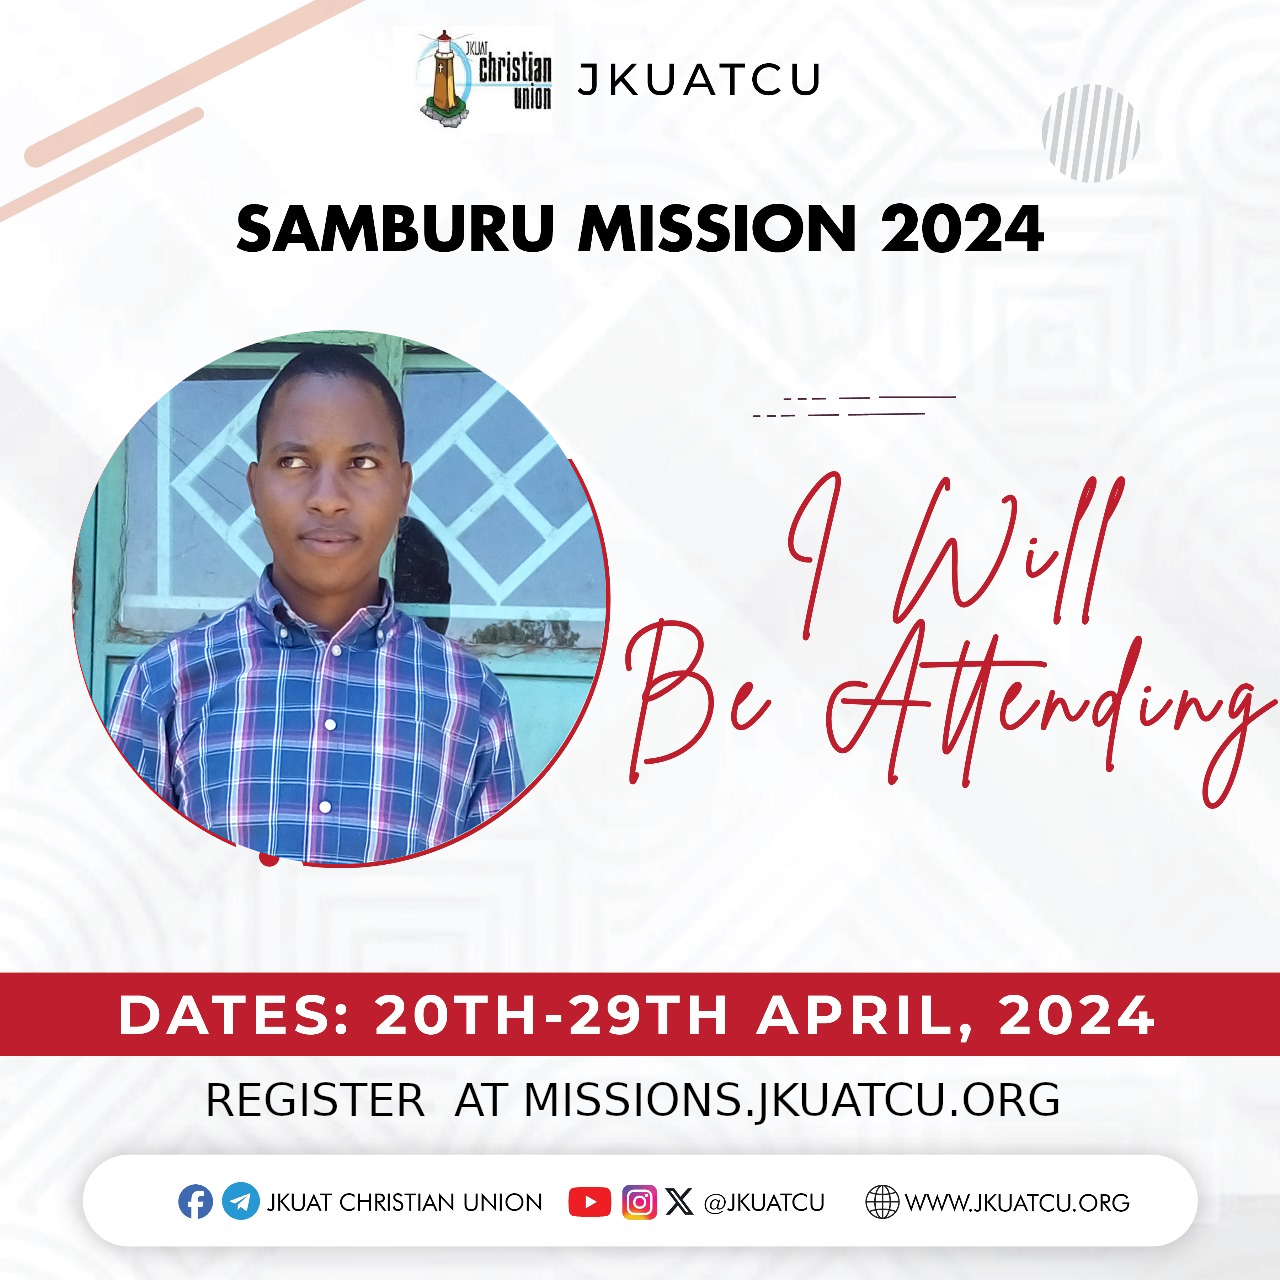 JKUAT
christian
union
JKUATCU
SAMBURU MISSION 2024
I Will
Be Attending
DATES: 20TH-29TH APRIL, 2024
REGISTER  AT MISSIONS.JKUATCU.ORG
JKUAT CHRISTIAN UNION @JKUATCU WWW.JKUATCU.ORG